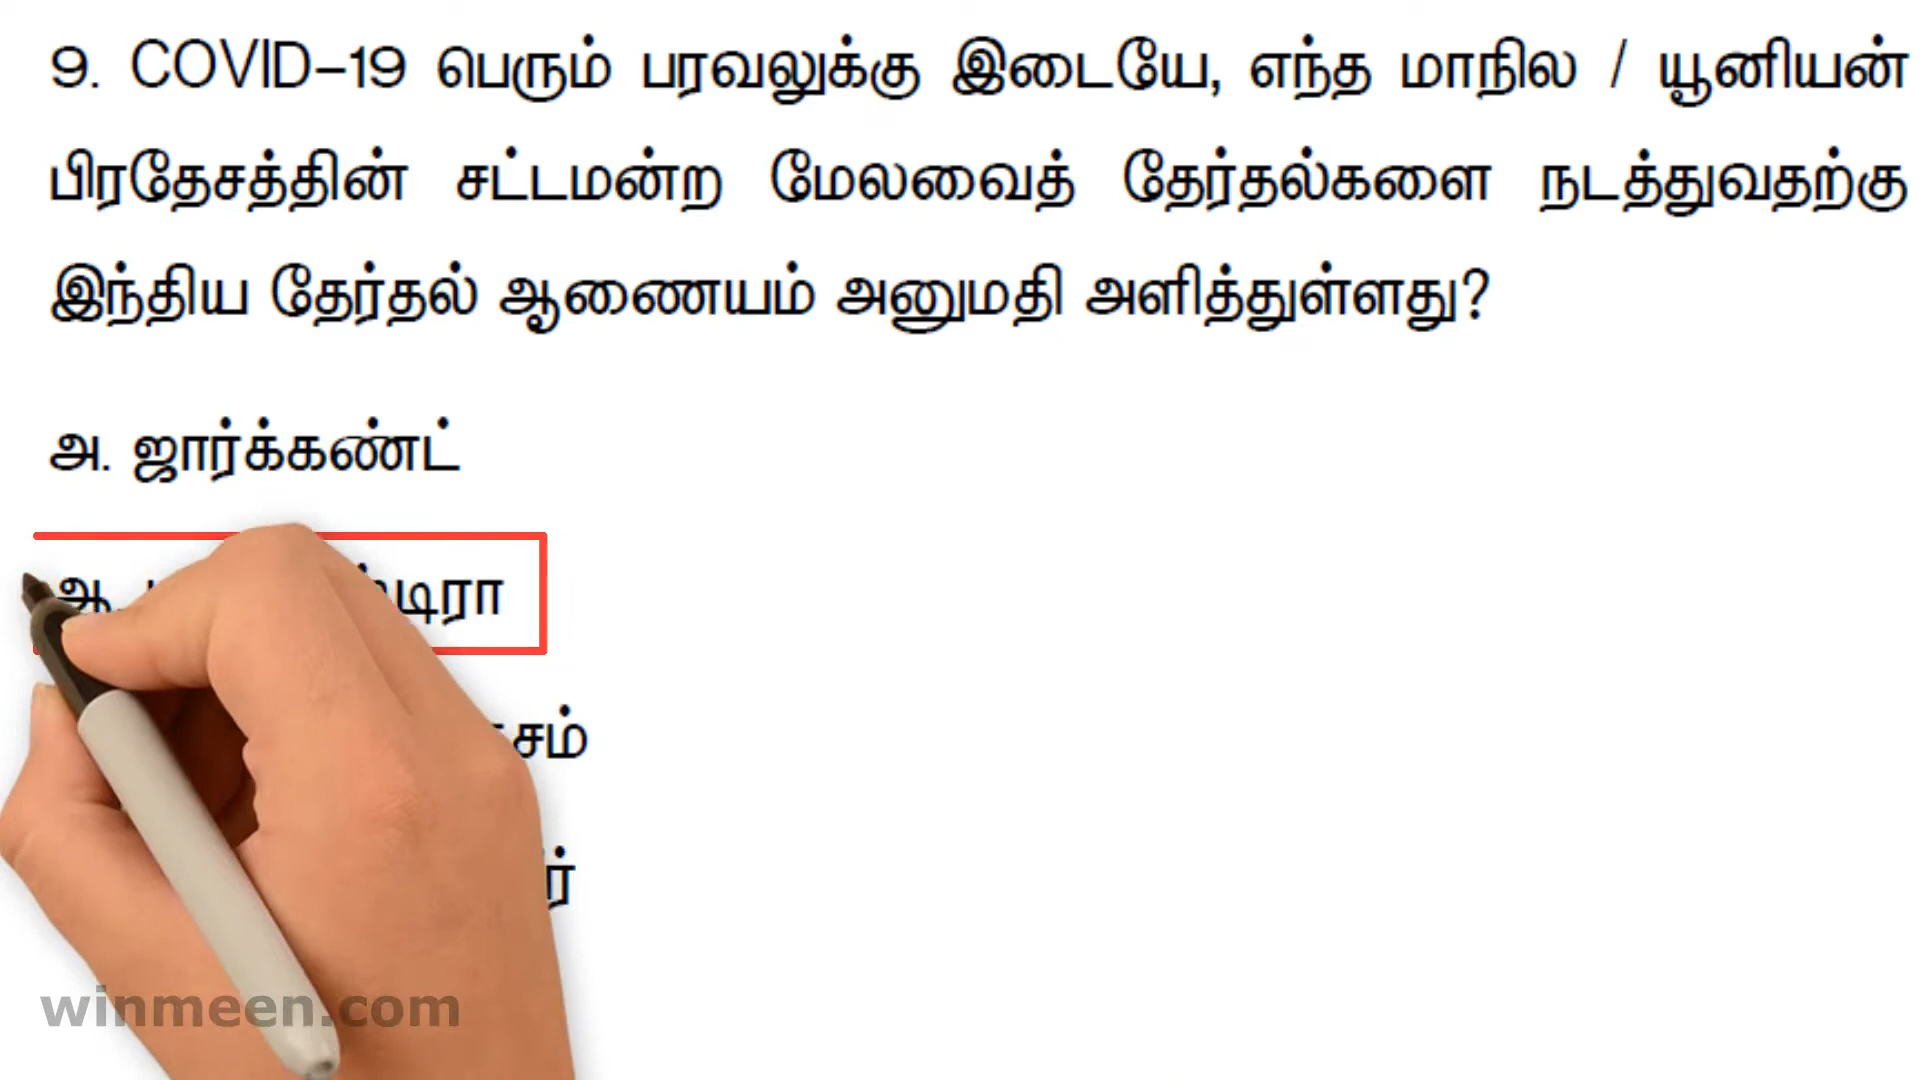 9. COVID-19 பெரும் பரவலுக்கு இடையே, எந்த மாநில / யூனியன்
பிரதேசத்தின் சட்டமன்ற மேலவைத் தேர்தல்களை நடத்துவதற்கு
இந்திய தேர்தல் ஆணையம் அனுமதி அளித்துள்ளது?
அ. ஜார்க்கண்ட்
ஆ.
winmeen.com